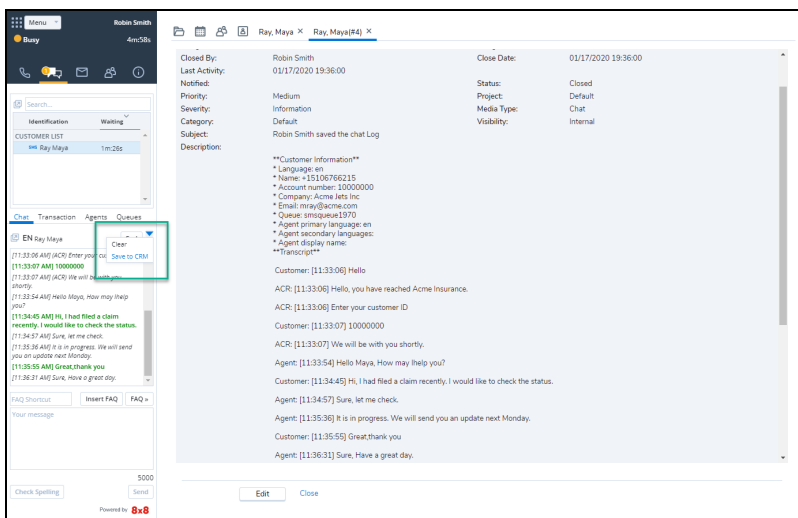 Menu
Robin Smith
Busy
4mc58s
Search...
Identification
Waiting
CUSTOMER LIST
Ray Maya
1m:26s
Chat
Transaction
Agents
Queues
EN Ray Maya
Clear
Save to CRM
[11:33:06 AM] (ACR) Enter your cu
[11:33:07 AM] 10000000
[11:33:07 AM] (ACR) We will be with you
shortly.
[11:33:54 AM] Hello Maya, How may Ihelp
you?
[11:34:45 AM] Hi, I had filed a claim
recently. I would like to check the status.
[11:34:57 AM] Sure, let me check.
[11:35:36 AM] It is in progress. We will send
you an update next Monday.
[11:35:55 AM] Great,thank you
[11:36:31 AM] Sure, Have a great day.
FAQ Shortcut
Insert FAQ
FAQ »
Your message
5000
Check Spelling
Send
Powered by 8x8
Ray, Maya ×
Ray, Maya(#4) ×
Closed By: Robin Smith Close Date: 01/17/2020 19:36:00
Last Activity: 01/17/2020 19:36:00
Notified: Status: Closed
Priority: Medium Project: Default
Severity: Information Media Type: Chat
Category: Default Visibility: Internal
Subject: Robin Smith saved the chat Log
Description:
**Customer Information**
* Language: en
* Name: +15106766215
* Account number: 10000000
* Company: Acme Jets Inc
* Email: mray@acme.com
* Queue: smsqueue1970
* Agent primary language: en
* Agent secondary languages:
* Agent display name:
**Transcript**
Customer: [11:33:06] Hello
ACR: [11:33:06] Hello, you have reached Acme Insurance.
ACR: [11:33:06] Enter your customer ID
Customer: [11:33:07] 10000000
ACR: [11:33:07] We will be with you shortly.
Agent: [11:33:54] Hello Maya, How may Ihelp you?
Customer: [11:34:45] Hi, I had filed a claim recently. I would like to check the status.
Agent: [11:34:57] Sure, let me check.
Agent: [11:35:36] It is in progress. We will send you an update next Monday.
Customer: [11:35:55] Great,thank you
Agent: [11:36:31] Sure, Have a great day.
Edit
Close